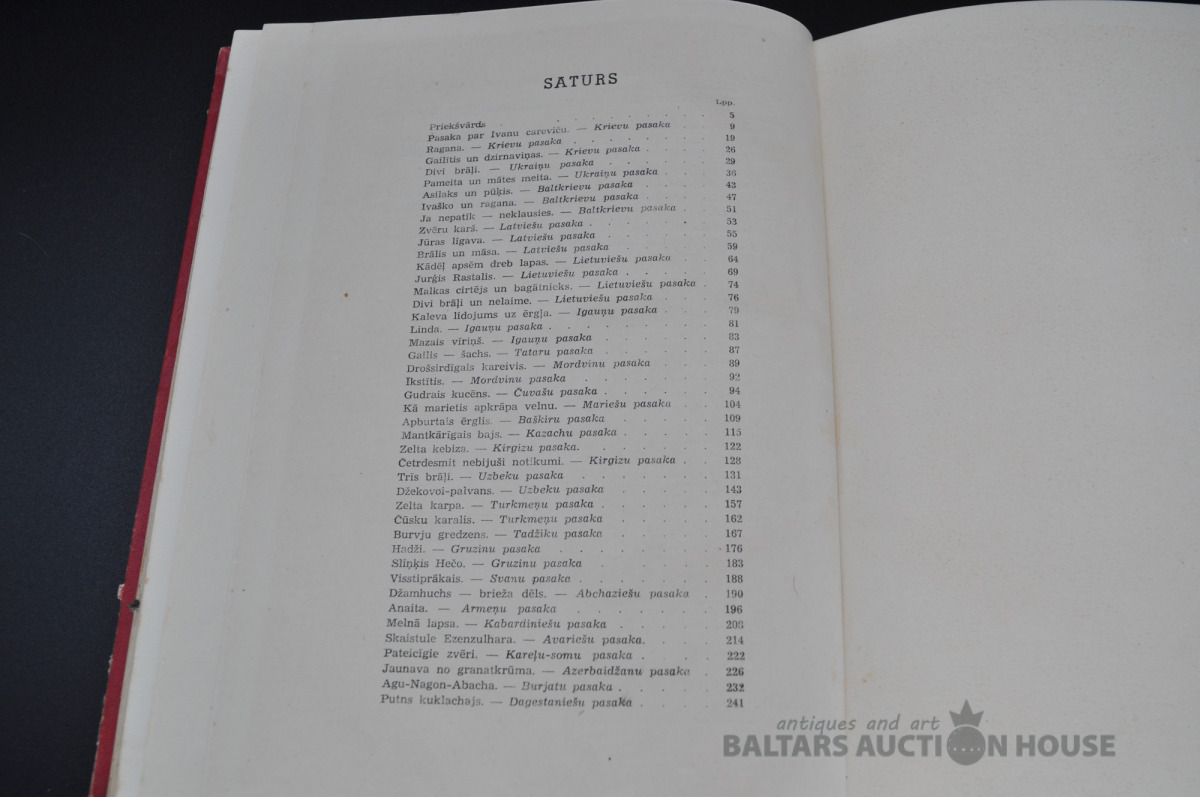 SATURS
Lpp.
Priekšvārds . . . . . . . 5
Pasaka par Ivanu careviču. — Krievu pasaka . . 9
Ragana. — Krievu pasaka . . . . . . . 19
Gailītis un dzirnaviņas. — Krievu pasaka . . . . 26
Divi brāļi. — Ukraiņu pasaka . . . . . 29
Pameita un mātes meita. — Ukraiņu pasaka . . . 36
Asilaks un pūķis. — Baltkrievu pasaka . . . . 43
Ivaško un ragana. — Baltkrievu pasaka . . . . 47
Ja nepatīk — neklausies. — Baltkrievu pasaka . . 51
Zvēru karš. — Latviešu pasaka . . . . . . 53
Jūras līgava. — Latviešu pasaka . . . . . 55
Brālis un māsa. — Latviešu pasaka . . . . 59
Kādēļ apsēm dreb lapas. — Lietuviešu pasaka . . 64
Jurģis Rastalis. — Lietuviešu pasaka . . . . . 69
Malkas cirtējs un bagātnieks. — Lietuviešu pasaka . 74
Divi brāļi un nelaime. — Lietuviešu pasaka . . . 76
Kaleva lidojums uz ērgļa. — Igauņu pasaka . . . 79
Linda. — Igauņu pasaka . . . . . . . . 81
Mazais vīriņš. — Igauņu pasaka . . . . . 83
Gailis — šachs. — Tataru pasaka . . . . . 87
Drošsirdīgais kareivis. — Mordvinu pasaka . . . 89
Īkstītis. — Mordvinu pasaka . . . . . . 92
Gudrais kucēns. — Čuvašu pasaka . . . . . . 94
Kā marietis apkrāpa velnu. — Mariešu pasaka . . 104
Apburtais ērglis. — Baškiru pasaka . . . . 109
Mantkārīgais bajs. — Kazachu pasaka . . . . . 115
Zelta kebiza. — Kirgizu pasaka. . . . . . . 122
Četrdesmit nebijuši notikumi. — Kirgizu pasaka . . 128
Trīs brāļi. — Uzbeku pasaka . . . . . . 131
Džekovoi-palvans. — Uzbeku pasaka . . . . . 143
Zelta karpa. — Turkmeņu pasaka . . . . . . 157
Čūsku karalis. — Turkmeņu pasaka . . . . . 162
Burvju gredzens. — Tadžiku pasaka . . . . . 167
Hadži. — Gruzinu pasaka . . . . . . . . 176
Sliņķis Hečo. — Gruzinu pasaka . . . . . . 183
Visstiprākais. — Svanu pasaka . . . . . . . 188
Džamhuchs — brieža dēls. — Abchaziešu pasaka . 190
Anaita. — Armeņu pasaka . . . . . . . 196
Melnā lapsa. — Kabardiniešu pasaka . . . . . 208
Skaistule Ezenzulhara. — Avariešu pasaka. . . . 214
Pateicīgie zvēri. — Kareļu-somu pasaka . . . . 222
Jaunava no granatkrūma. — Azerbaidžanu pasaka . 226
Agu-Nagon-Abacha. — Burjatu pasaka . . . . . 232
Putns kuklachajs. — Dagestaniešu pasaka . . . . 241
antiques and art
BALTARS AUCTION HOUSE